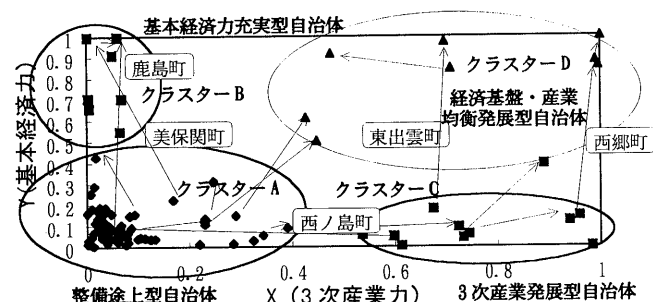 基本経済力充実型自治体
鹿島町
クラスターB
クラスターD
経済基盤・産業
均衡発展型自治体
美保関町
東出雲町
西郷町
クラスターA
クラスターC
西ノ島町
Y(基本経済力)
1
0.9
0.8
0.7
0.6
0.5
0.4
0.3
0.2
0.1
0
0 0.2 0.4 0.6 0.8 1
整備途上型自治体
X(3次産業力)
3次産業発展型自治体